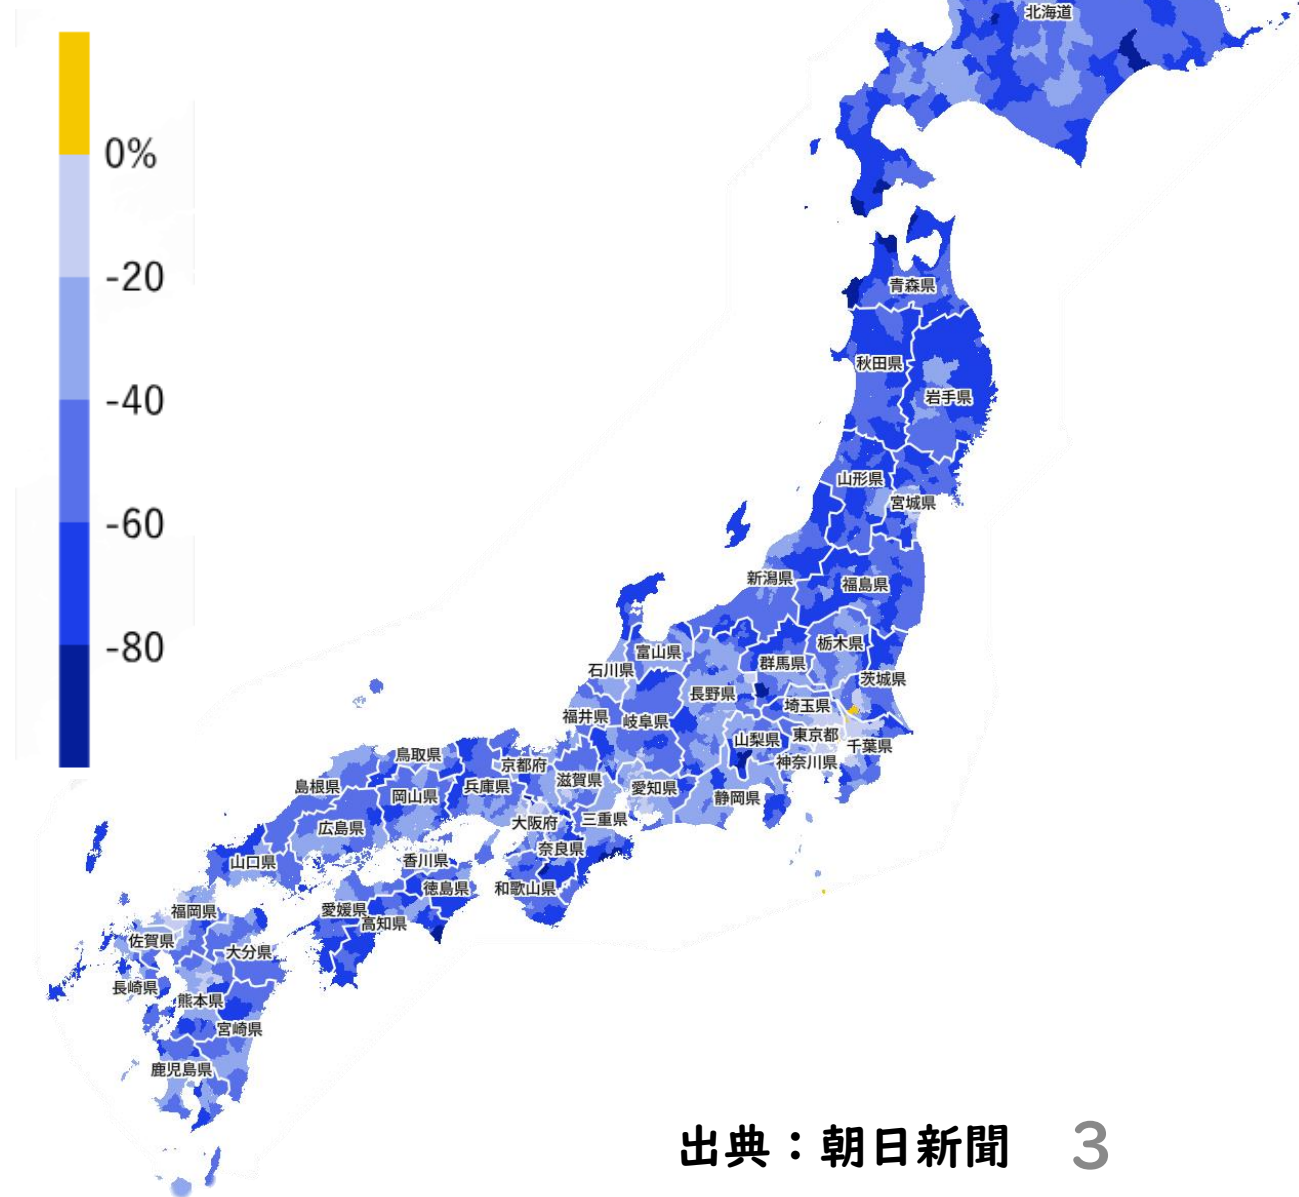 0%
-20
-40
-60
-80
北海道
青森県
秋田県
岩手県
山形県
宮城県
新潟県
福島県
栃木県
富山県
群馬県
石川県
茨城県
長野県
埼玉県
福井県
岐阜県
東京都
山梨県
千葉県
鳥取県
京都府
神奈川県
滋賀県
島根県
兵庫県
愛知県
岡山県
静岡県
三重県
大阪府
広島県
奈良県
香川県
山口県
徳島県
和歌山県
愛媛県
福岡県
高知県
佐賀県
大分県
長崎県
熊本県
宮崎県
鹿児島県
出典：朝日新聞
3